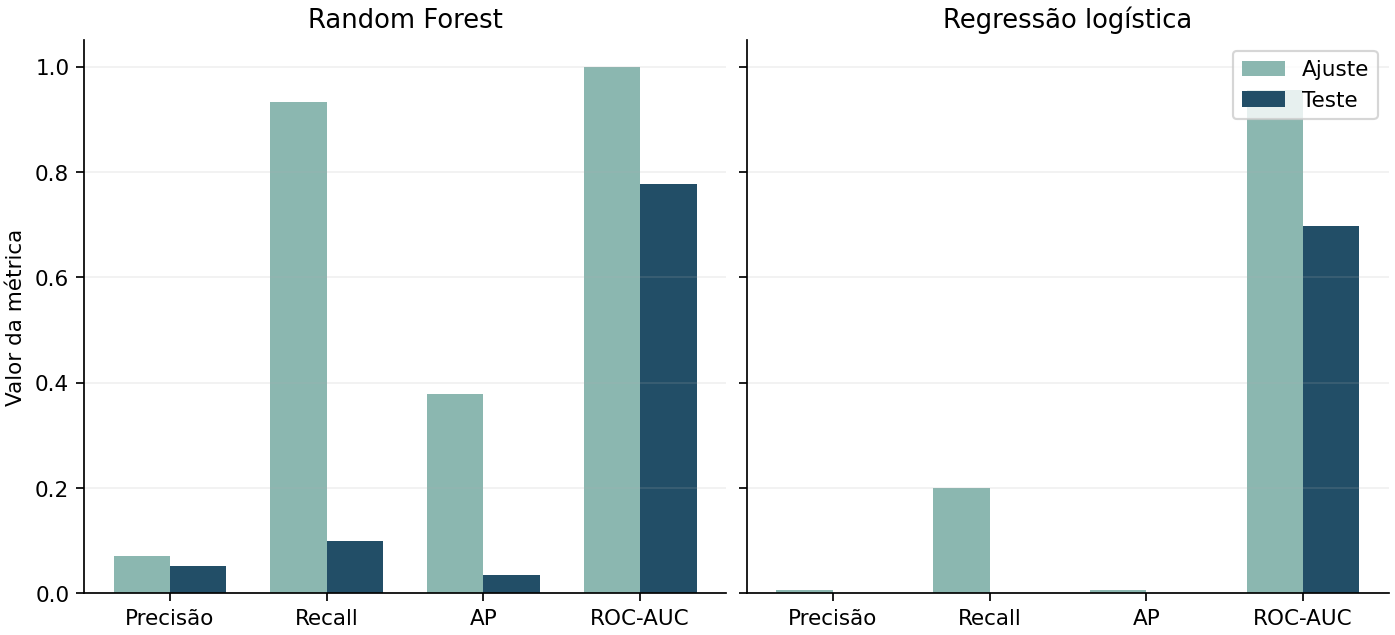 Random Forest
Regressão logística
Valor da métrica
1.0
0.8
0.6
0.4
0.2
0.0
Ajuste
Teste
Precisão
Recall
AP
ROC-AUC
Precisão
Recall
AP
ROC-AUC